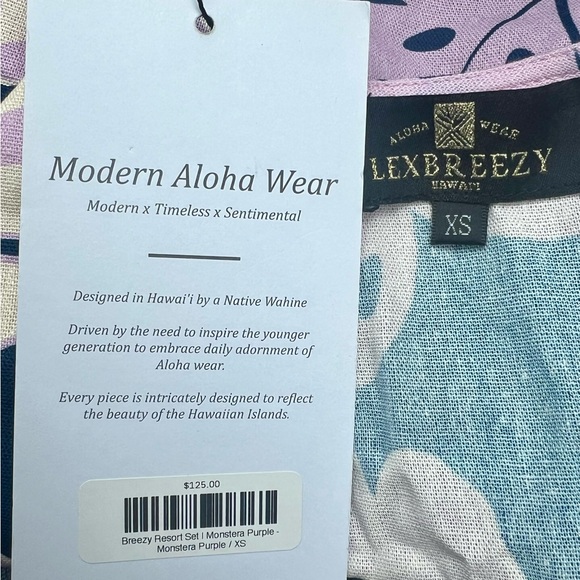 Modern Aloha Wear
Modern x Timeless x Sentimental
Designed in Hawai'i by a Native Wahine
Driven by the need to inspire the younger
generation to embrace daily adornment of
Aloha wear.
Every piece is intricately designed to reflect
the beauty of the Hawaiian Islands.
$125.00
Breezy Resort Set | Monstera Purple -
Monstera Purple / XS
ALOHA WEAR
LEXBREEZY
HAWAI'I
XS